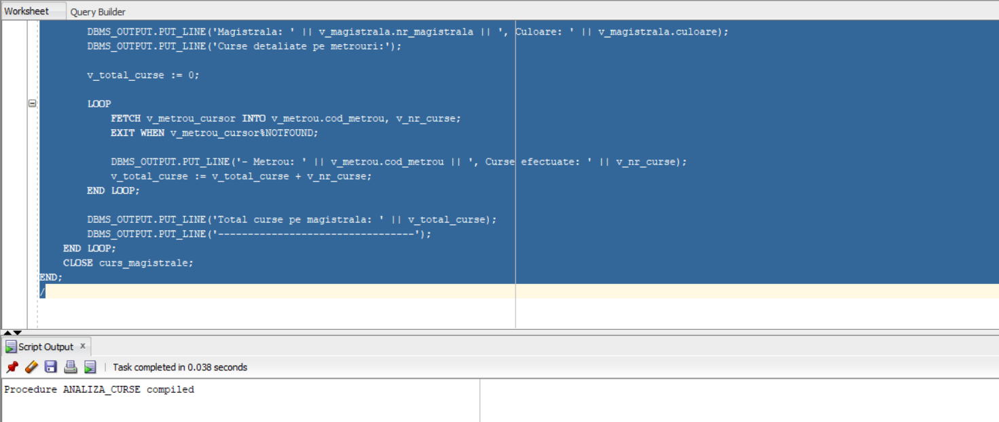 Worksheet Query Builder
DBMS_OUTPUT.PUT_LINE('Magistrala: ' || v_magistrala.nr_magistrala || ', Culoare: ' || v_magistrala.culoare);
DBMS_OUTPUT.PUT_LINE('Curse detaliate pe metrouri:');
v_total_curse := 0;
LOOP
FETCH v_metrou_cursor INTO v_metrou.cod_metrou, v_nr_curse;
EXIT WHEN v_metrou_cursor%NOTFOUND;
DBMS_OUTPUT.PUT_LINE('- Metrou: ' || v_metrou.cod_metrou || ', Curse efectuate: ' || v_nr_curse);
v_total_curse := v_total_curse + v_nr_curse;
END LOOP;
DBMS_OUTPUT.PUT_LINE('Total curse pe magistrala: ' || v_total_curse);
DBMS_OUTPUT.PUT_LINE('---------------------------------');
END LOOP;
CLOSE curs_magistrale;
END;
/
Script Output x
Task completed in 0.038 seconds
Procedure ANALIZA_CURSE compiled